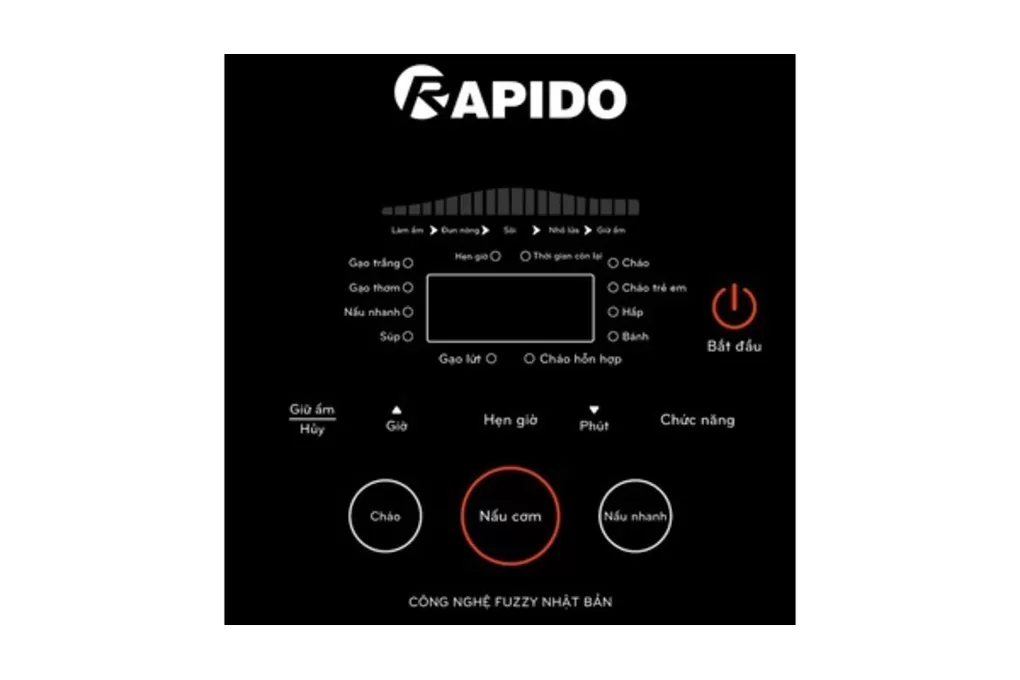 RAPIDO
Làm ấm Đun nóng Sôi Nhỏ lửa Giữ ấm
Hẹn giờ Thời gian còn lại
Gạo trắng Cháo
Gạo thơm Cháo trẻ em
Nấu nhanh Hấp
Súp Bánh
Bắt đầu
Gạo lứt Cháo hỗn hợp
Giữ ấm
Hủy
Giờ
Hẹn giờ
Phút
Chức năng
Cháo
Nấu cơm
Nấu nhanh
CÔNG NGHỆ FUZZY NHẬT BẢN